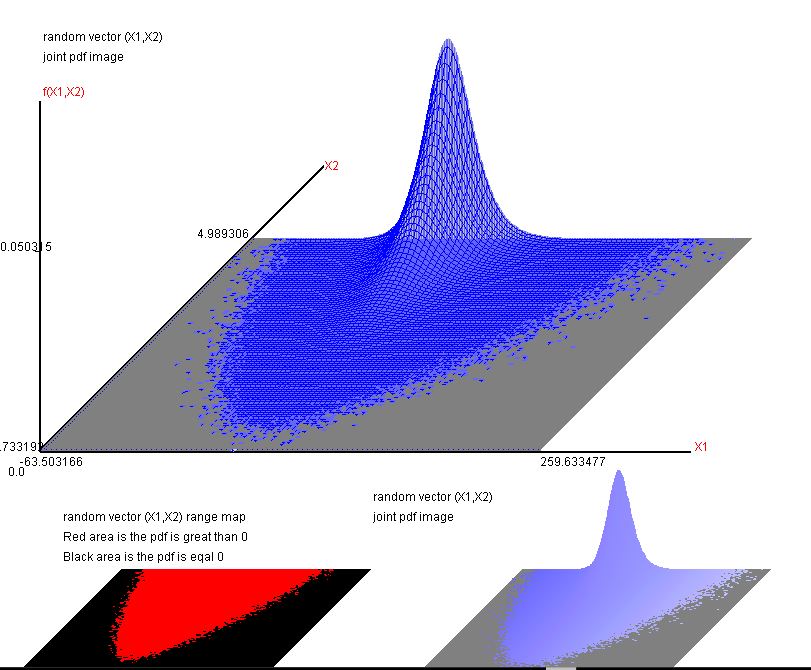 random vector (X1,X2)
joint pdf image
f(X1,X2)
X2
4.989306
0.050315
X1
.733191
-63.503166
259.633477
0.0
random vector (X1,X2)
joint pdf image
random vector (X1,X2) range map
Red area is the pdf is great than 0
Black area is the pdf is eqal 0